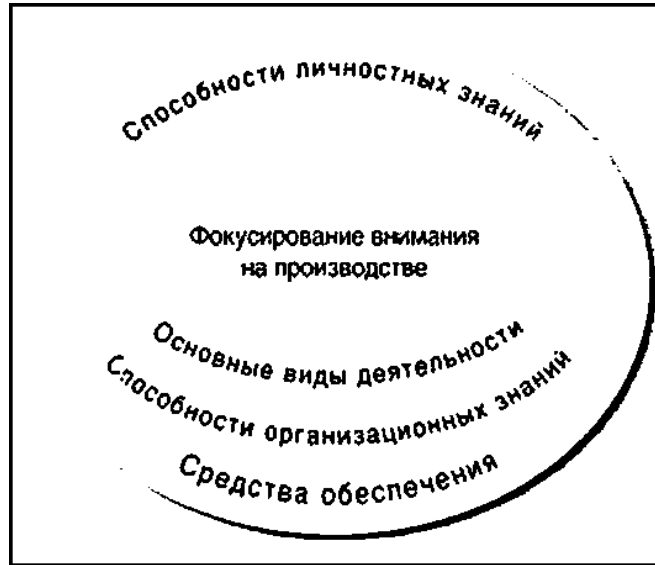 Способности личностных знаний
Фокусирование внимания
на производстве
Основные виды деятельности
Способности организационных знаний
Средства обеспечения